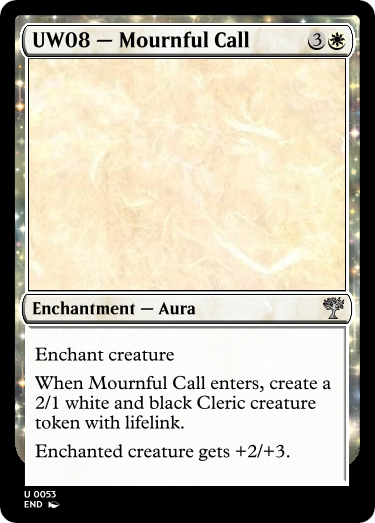 UW08 — Mournful Call 3
Enchantment — Aura
Enchant creature
When Mournful Call enters, create a
2/1 white and black Cleric creature
token with lifelink.
Enchanted creature gets +2/+3.
U 0053
END